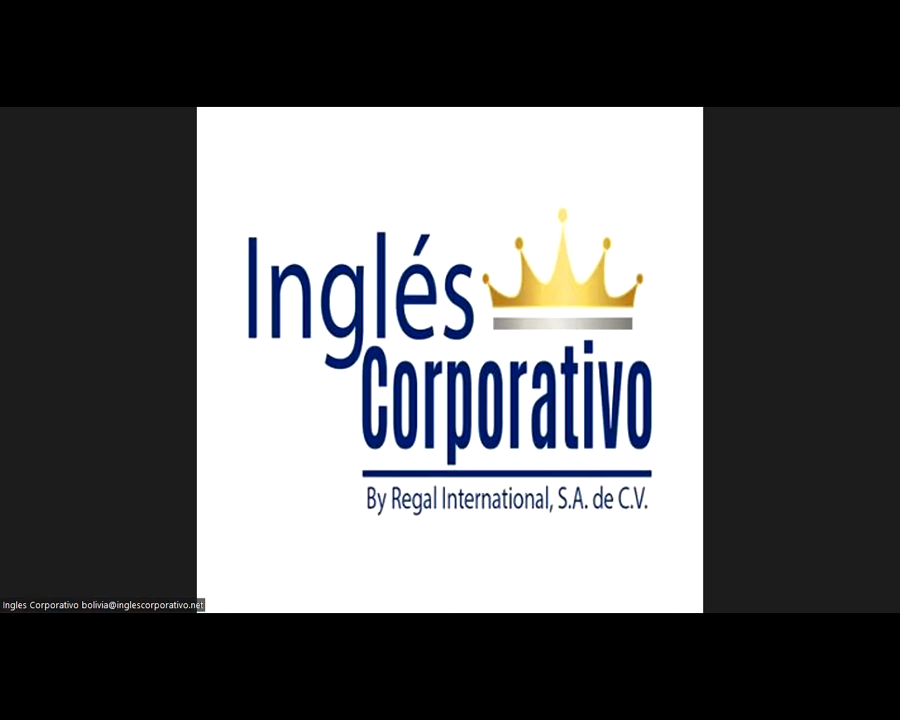 Inglés
Corporativo
By Regal International, S.A. de C.V.
Ingles Corporativo bolivia@inglescorporativo.net